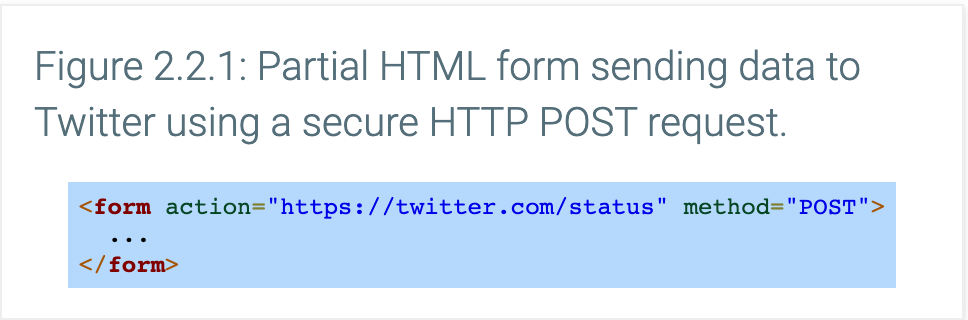 Figure 2.2.1: Partial HTML form sending data to
Twitter using a secure HTTP POST request.
<form action="https://twitter.com/status" method="POST">
...
</form>